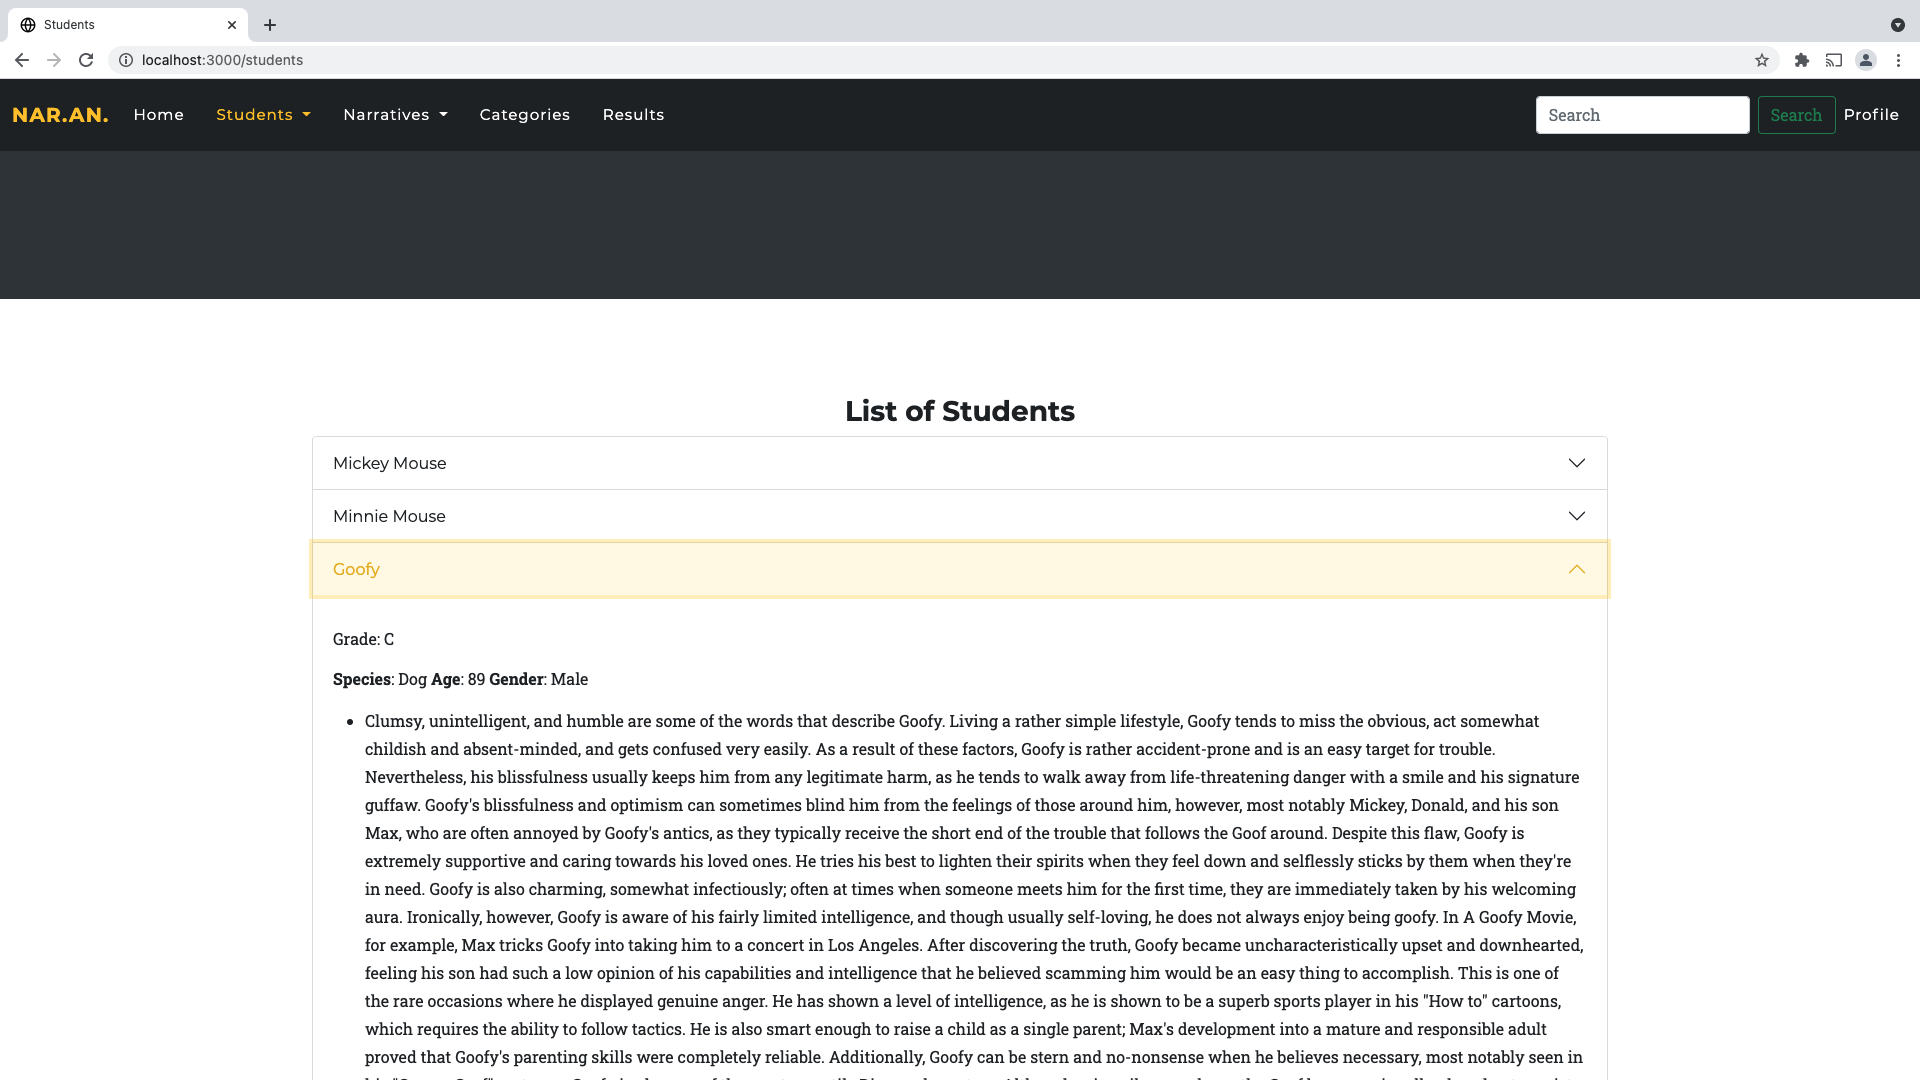 Students
localhost:3000/students
NAR.AN. Home Students Narratives Categories Results Search Search Profile
List of Students
Mickey Mouse
Minnie Mouse
Goofy
Grade: C
Species: Dog Age: 89 Gender: Male
Clumsy, unintelligent, and humble are some of the words that describe Goofy. Living a rather simple lifestyle, Goofy tends to miss the obvious, act somewhat
childish and absent-minded, and gets confused very easily. As a result of these factors, Goofy is rather accident-prone and is an easy target for trouble.
Nevertheless, his blissfulness usually keeps him from any legitimate harm, as he tends to walk away from life-threatening danger with a smile and his signature
guffaw. Goofy's blissfulness and optimism can sometimes blind him from the feelings of those around him, however, most notably Mickey, Donald, and his son
Max, who are often annoyed by Goofy's antics, as they typically receive the short end of the trouble that follows the Goof around. Despite this flaw, Goofy is
extremely supportive and caring towards his loved ones. He tries his best to lighten their spirits when they feel down and selflessly sticks by them when they're
in need. Goofy is also charming, somewhat infectiously; often at times when someone meets him for the first time, they are immediately taken by his welcoming
aura. Ironically, however, Goofy is aware of his fairly limited intelligence, and though usually self-loving, he does not always enjoy being goofy. In A Goofy Movie,
for example, Max tricks Goofy into taking him to a concert in Los Angeles. After discovering the truth, Goofy became uncharacteristically upset and downhearted,
feeling his son had such a low opinion of his capabilities and intelligence that he believed scamming him would be an easy thing to accomplish. This is one of
the rare occasions where he displayed genuine anger. He has shown a level of intelligence, as he is shown to be a superb sports player in his "How to" cartoons,
which requires the ability to follow tactics. He is also smart enough to raise a child as a single parent; Max's development into a mature and responsible adult
proved that Goofy's parenting skills were completely reliable. Additionally, Goofy can be stern and no-nonsense when he believes necessary, most notably seen in